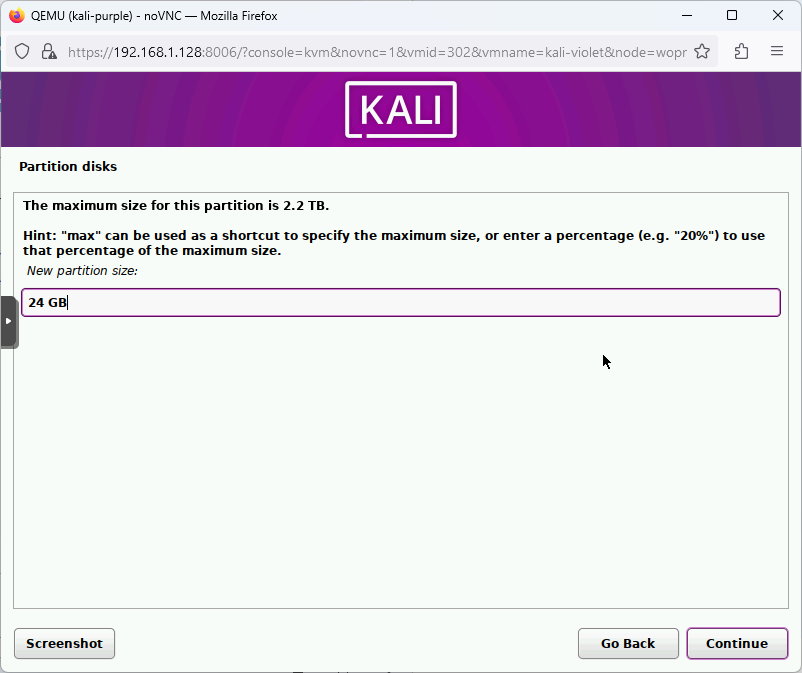 QEMU (kali-purple) - noVNC — Mozilla Firefox
https://192.168.1.128:8006/?console=kvm&novnc=1&vmid=302&vmname=kali-violet&node=wopr
KALI
Partition disks
The maximum size for this partition is 2.2 TB.
Hint: "max" can be used as a shortcut to specify the maximum size, or enter a percentage (e.g. "20%") to use
that percentage of the maximum size.
New partition size:
24 GB
Screenshot
Go Back
Continue